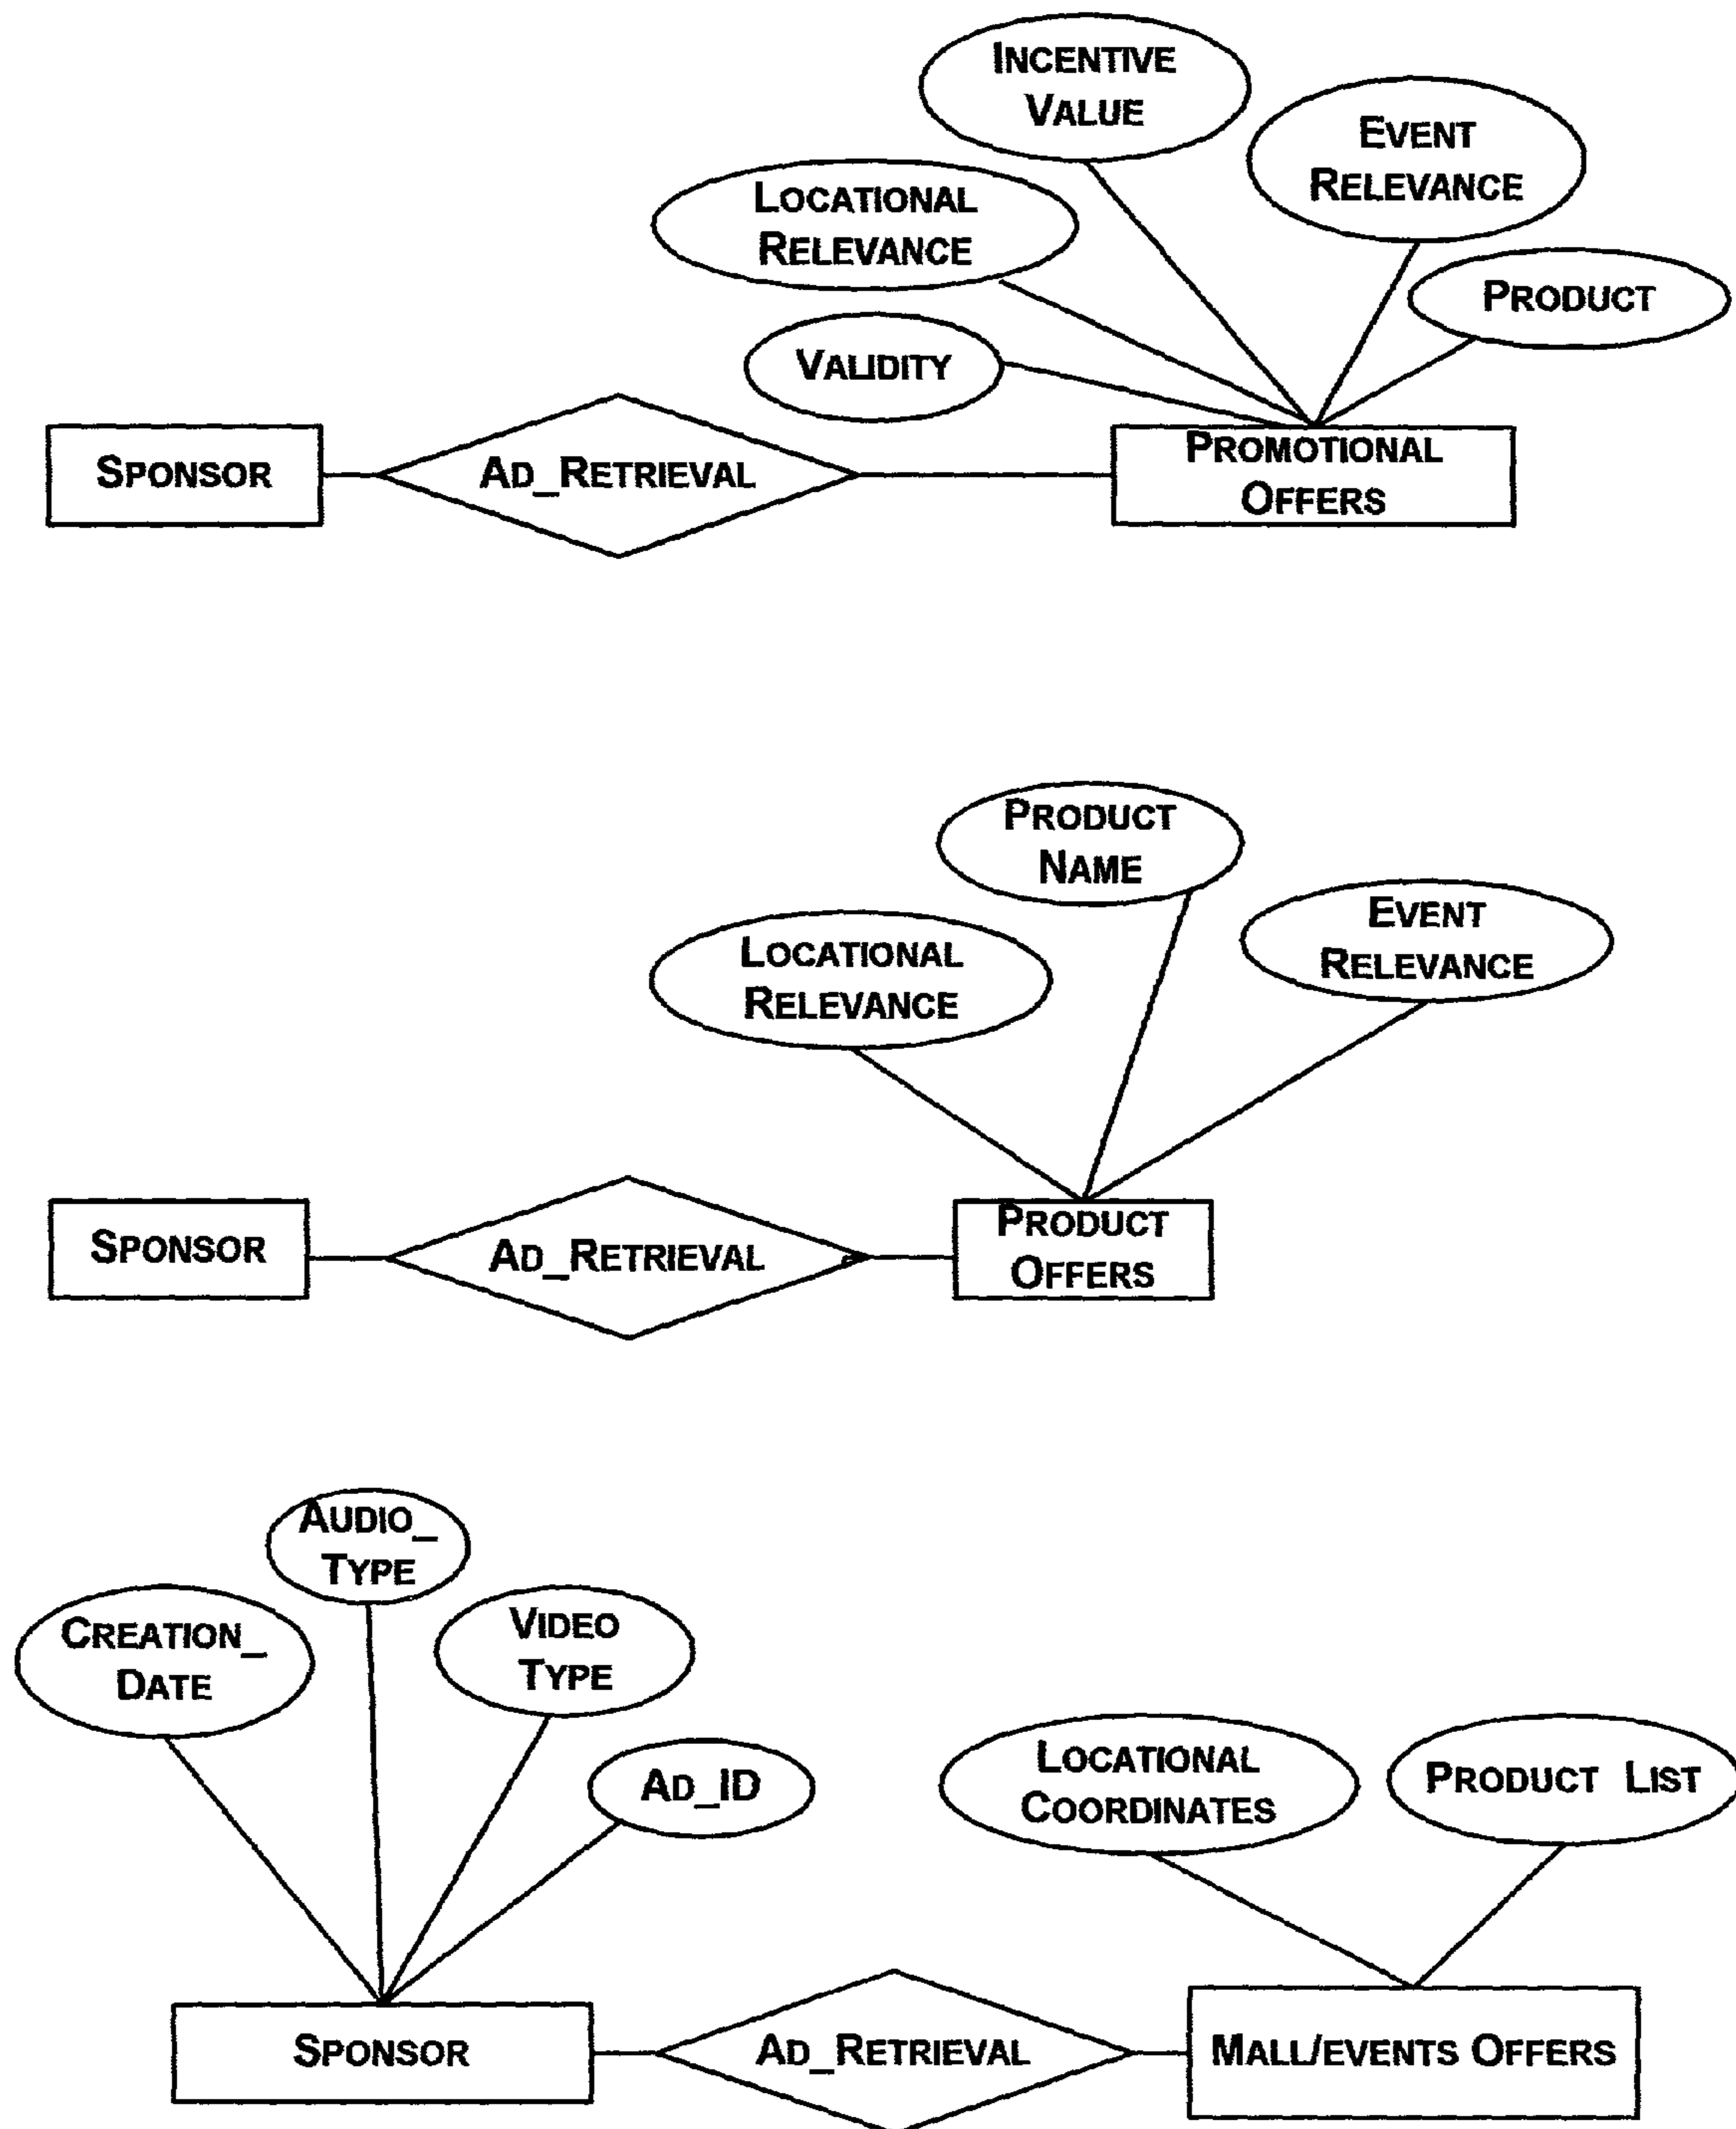 INCENTIVE
VALUE
EVENT
RELEVANCE
LOCATIONAL
RELEVANCE
PRODUCT
VALIDITY
SPONSOR
AD_RETRIEVAL
PROMOTIONAL
OFFERS
PRODUCT
NAME
EVENT
RELEVANCE
LOCATIONAL
RELEVANCE
SPONSOR
AD_RETRIEVAL
PRODUCT
OFFERS
AUDIO_
TYPE
CREATION_
DATE
VIDEO
TYPE
AD_ID
LOCATIONAL
COORDINATES
PRODUCT LIST
SPONSOR
AD_RETRIEVAL
MALL/EVENTS OFFERS